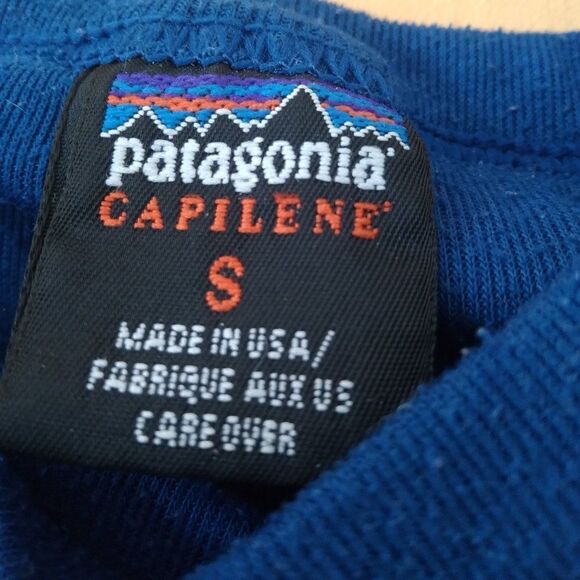 patagonia®
CAPILENE®
S
MADE IN USA/
FABRIQUE AUX US
CARE OVER